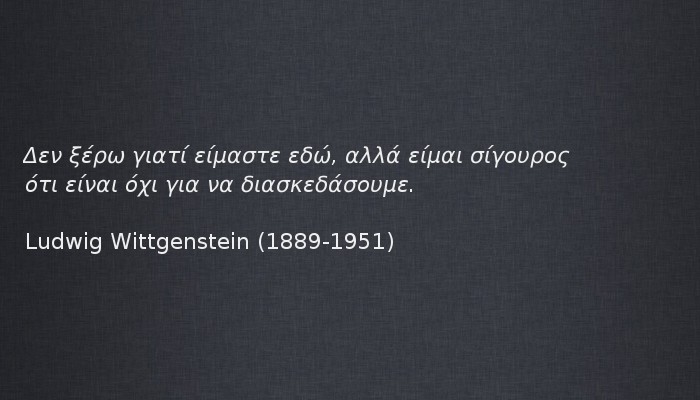 Δεν ξέρω γιατί είμαστε εδώ, αλλά είμαι σίγουρος
ότι είναι όχι για να διασκεδάσουμε.
Ludwig Wittgenstein (1889-1951)